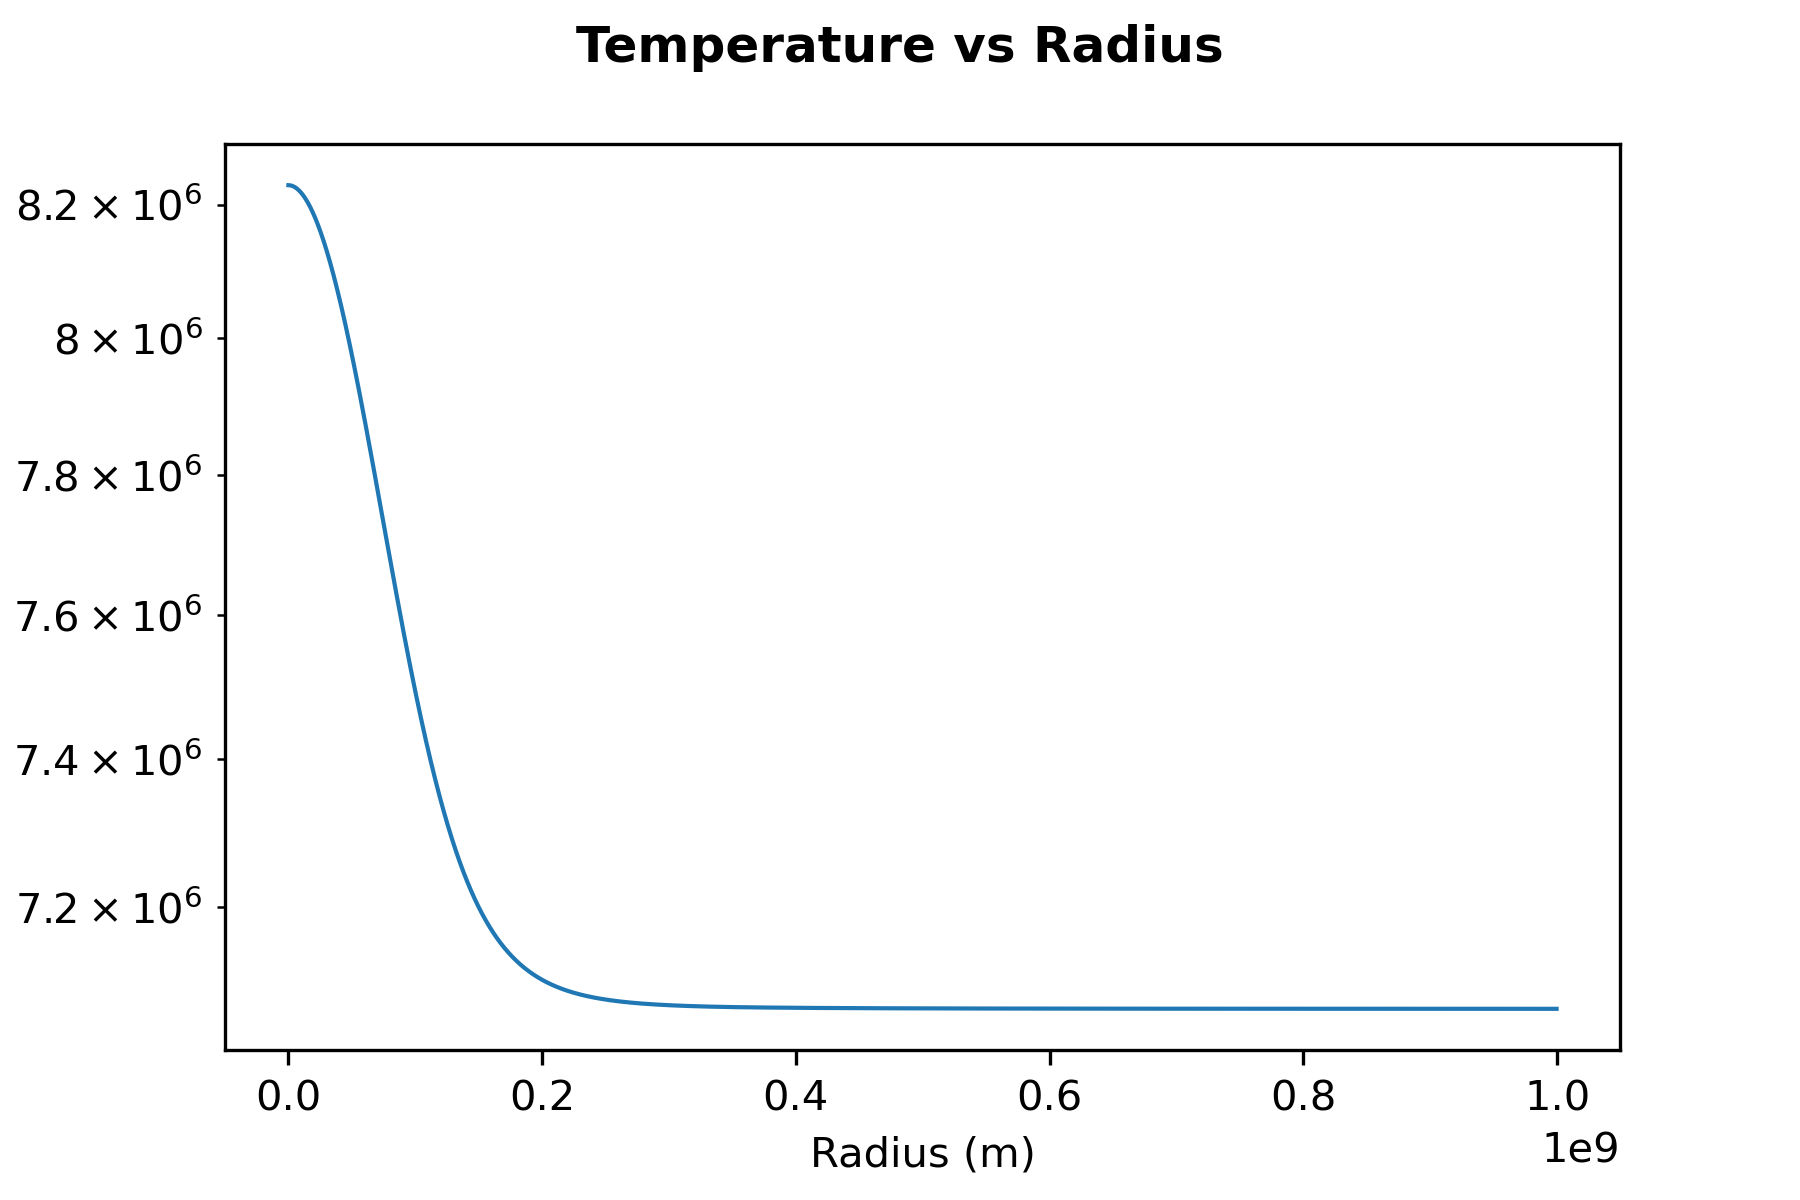 Temperature vs Radius
8.2 × 10⁶
8 × 10⁶
7.8 × 10⁶
7.6 × 10⁶
7.4 × 10⁶
7.2 × 10⁶
0.0 0.2 0.4 0.6 0.8 1.0
1e9
Radius (m)